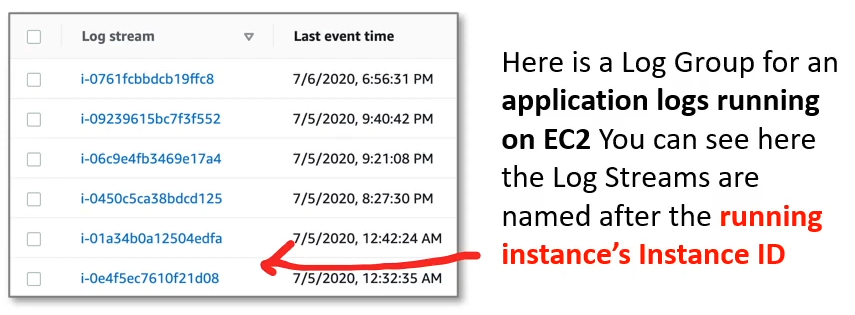 Log stream Last event time
i-0761fcbbdcb19ffc8 7/6/2020, 6:56:31 PM
i-09239615bc7f3f552 7/5/2020, 9:40:42 PM
i-06c9e4fb3469e17a4 7/5/2020, 9:21:08 PM
i-0450c5ca38bdcd125 7/5/2020, 8:27:30 PM
i-01a34b0a12504edfa 7/5/2020, 12:42:24 AM
i-0e4f5ec7610f21d08 7/5/2020, 12:32:35 AM
Here is a Log Group for an
application logs running
on EC2 You can see here
the Log Streams are
named after the running
instance’s Instance ID